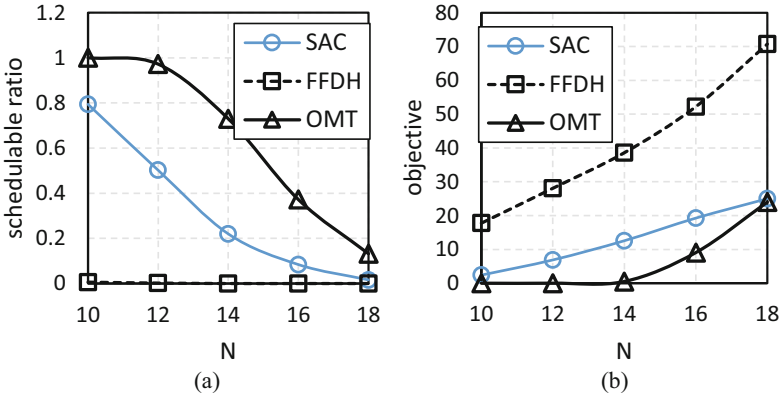 1.2
1
0.8
0.6
0.4
0.2
0
schedulable ratio
SAC
FFDH
OMT
10 12 14 16 18
N
(a)
80
70
60
50
40
30
20
10
0
objective
SAC
FFDH
OMT
10 12 14 16 18
N
(b)